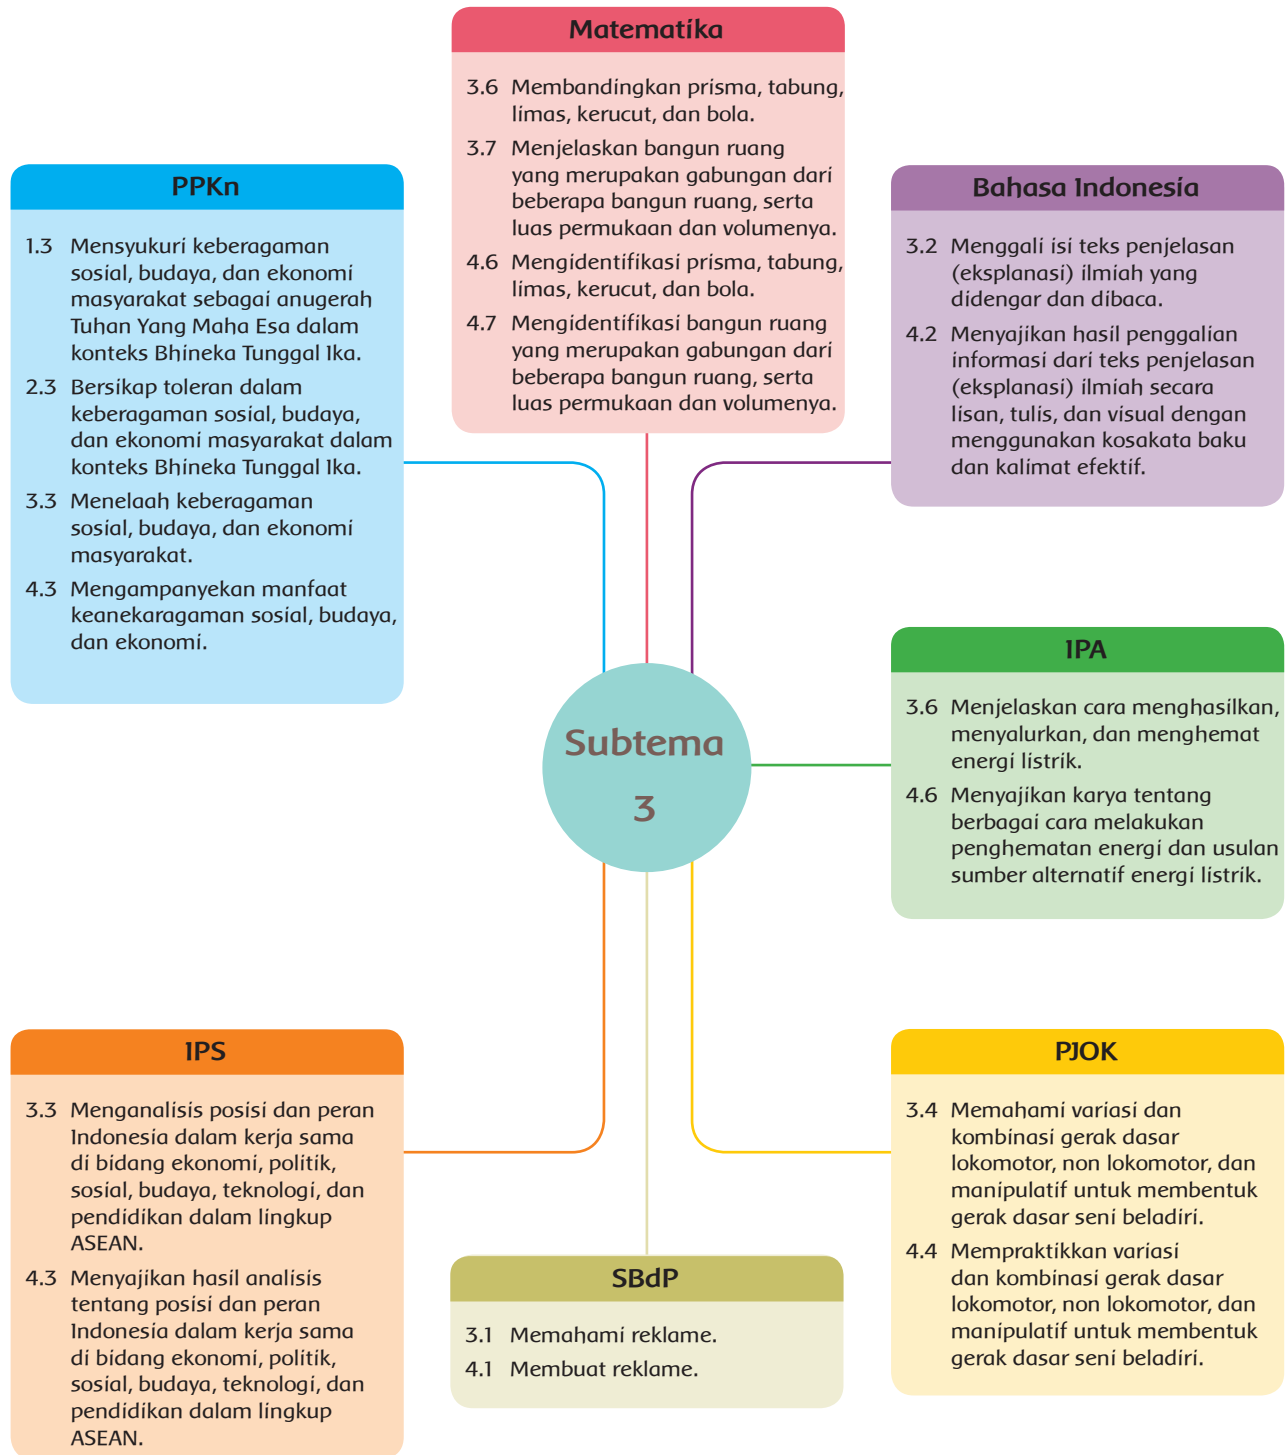 Matematika
3.6 Membandingkan prisma, tabung,
limas, kerucut, dan bola.
3.7 Menjelaskan bangun ruang
yang merupakan gabungan dari
beberapa bangun ruang, serta
luas permukaan dan volumenya.
4.6 Mengidentifikasi prisma, tabung,
limas, kerucut, dan bola.
4.7 Mengidentifikasi bangun ruang
yang merupakan gabungan dari
beberapa bangun ruang, serta
luas permukaan dan volumenya.
PPKn
1.3 Mensyukuri keberagaman
sosial, budaya, dan ekonomi
masyarakat sebagai anugerah
Tuhan Yang Maha Esa dalam
konteks Bhineka Tunggal Ika.
2.3 Bersikap toleran dalam
keberagaman sosial, budaya,
dan ekonomi masyarakat dalam
konteks Bhineka Tunggal Ika.
3.3 Menelaah keberagaman
sosial, budaya, dan ekonomi
masyarakat.
4.3 Mengampanyekan manfaat
keanekaragaman sosial, budaya,
dan ekonomi.
Bahasa Indonesia
3.2 Menggali isi teks penjelasan
(eksplanasi) ilmiah yang
didengar dan dibaca.
4.2 Menyajikan hasil penggalian
informasi dari teks penjelasan
(eksplanasi) ilmiah secara
lisan, tulis, dan visual dengan
menggunakan kosakata baku
dan kalimat efektif.
Subtema
3
IPA
3.6 Menjelaskan cara menghasilkan,
menyalurkan, dan menghemat
energi listrik.
4.6 Menyajikan karya tentang
berbagai cara melakukan
penghematan energi dan usulan
sumber alternatif energi listrik.
IPS
3.3 Menganalisis posisi dan peran
Indonesia dalam kerja sama
di bidang ekonomi, politik,
sosial, budaya, teknologi, dan
pendidikan dalam lingkup
ASEAN.
4.3 Menyajikan hasil analisis
tentang posisi dan peran
Indonesia dalam kerja sama
di bidang ekonomi, politik,
sosial, budaya, teknologi, dan
pendidikan dalam lingkup
ASEAN.
SBdP
3.1 Memahami reklame.
4.1 Membuat reklame.
PJOK
3.4 Memahami variasi dan
kombinasi gerak dasar
lokomotor, non lokomotor, dan
manipulatif untuk membentuk
gerak dasar seni beladiri.
4.4 Mempraktikkan variasi
dan kombinasi gerak dasar
lokomotor, non lokomotor, dan
manipulatif untuk membentuk
gerak dasar seni beladiri.